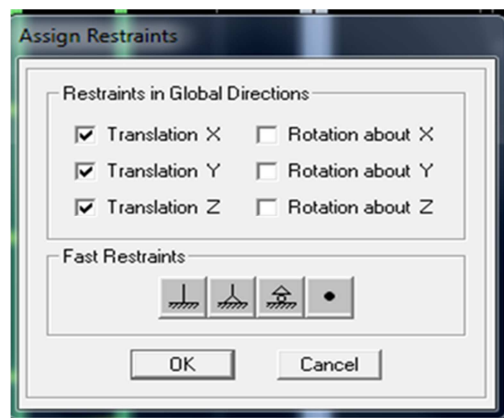 Assign Restraints
Restraints in Global Directions
Translation X Rotation about X
Translation Y Rotation about Y
Translation Z Rotation about Z
Fast Restraints
OK Cancel